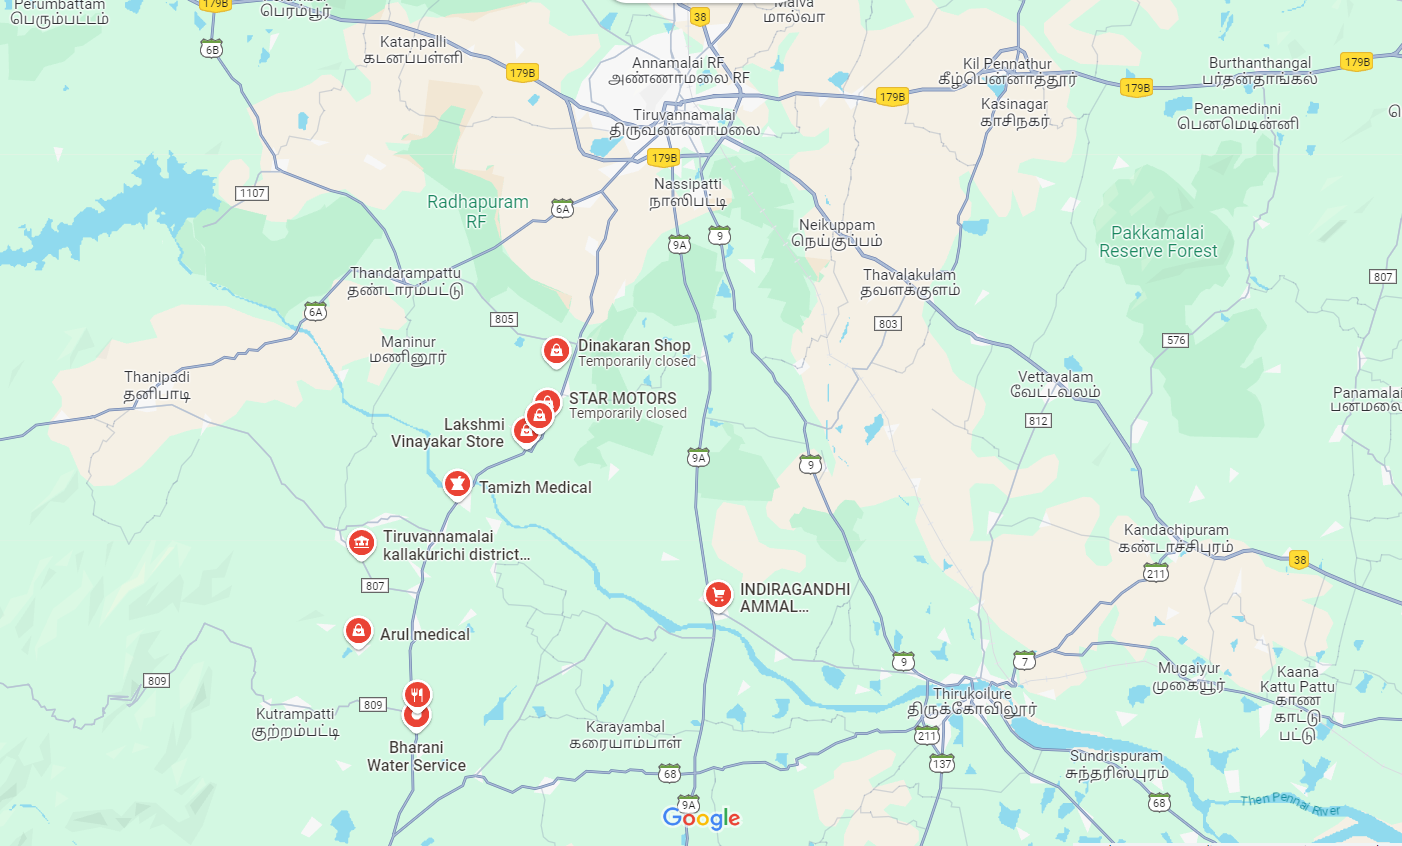 Perumbattam
பெரும்பட்டம்
179B
பெரம்பூர்
38
Malva
மால்வா
6B
Katanpalli
கடனப்பள்ளி
179B
Annamalai RF
அண்ணாமலை RF
Kil Pennathur
கீழ்பென்னாத்தூர்
Burthanthangal
பர்தன்தாங்கல்
179B
179B
179B
Kasinagar
காசிநகர்
Penamedinni
பெனமெடின்னி
Tiruvannamalai
திருவண்ணாமலை
179B
1107
Nassipatti
நாஸிபட்டி
Radhapuram
RF
6A
9A
9
Neikuppam
நெய்குப்பம்
Pakkamalai
Reserve Forest
Thandarampattu
தண்டாரம்பட்டு
Thavalakulam
தவளக்குளம்
807
6A
805
803
576
Maninur
மணினூர்
Dinakaran Shop
Temporarily closed
Thanipadi
தனிபாடி
Vettavalam
வேட்டவலம்
Panamalai
பனமலை
STAR MOTORS
Temporarily closed
812
Lakshmi
Vinayakar Store
9A
9
Tamizh Medical
Tiruvannamalai
kallakurichi district...
Kandachipuram
கண்டாச்சிபுரம்
38
211
807
INDIRAGANDHI
AMMAL...
Arul medical
9
7
809
Mugaiyur
முகையூர்
Kaana
Kattu Pattu
காண
காட்டு
பட்டு
Thirukoilure
திருக்கோவிலூர்
809
Kutrampatti
குற்றம்பட்டி
Karayambal
கரையாம்பாள்
211
Bharani
Water Service
137
Sundrispuram
சுந்தரிஸ்புரம்
68
68
9A
Google
Then Pennai River